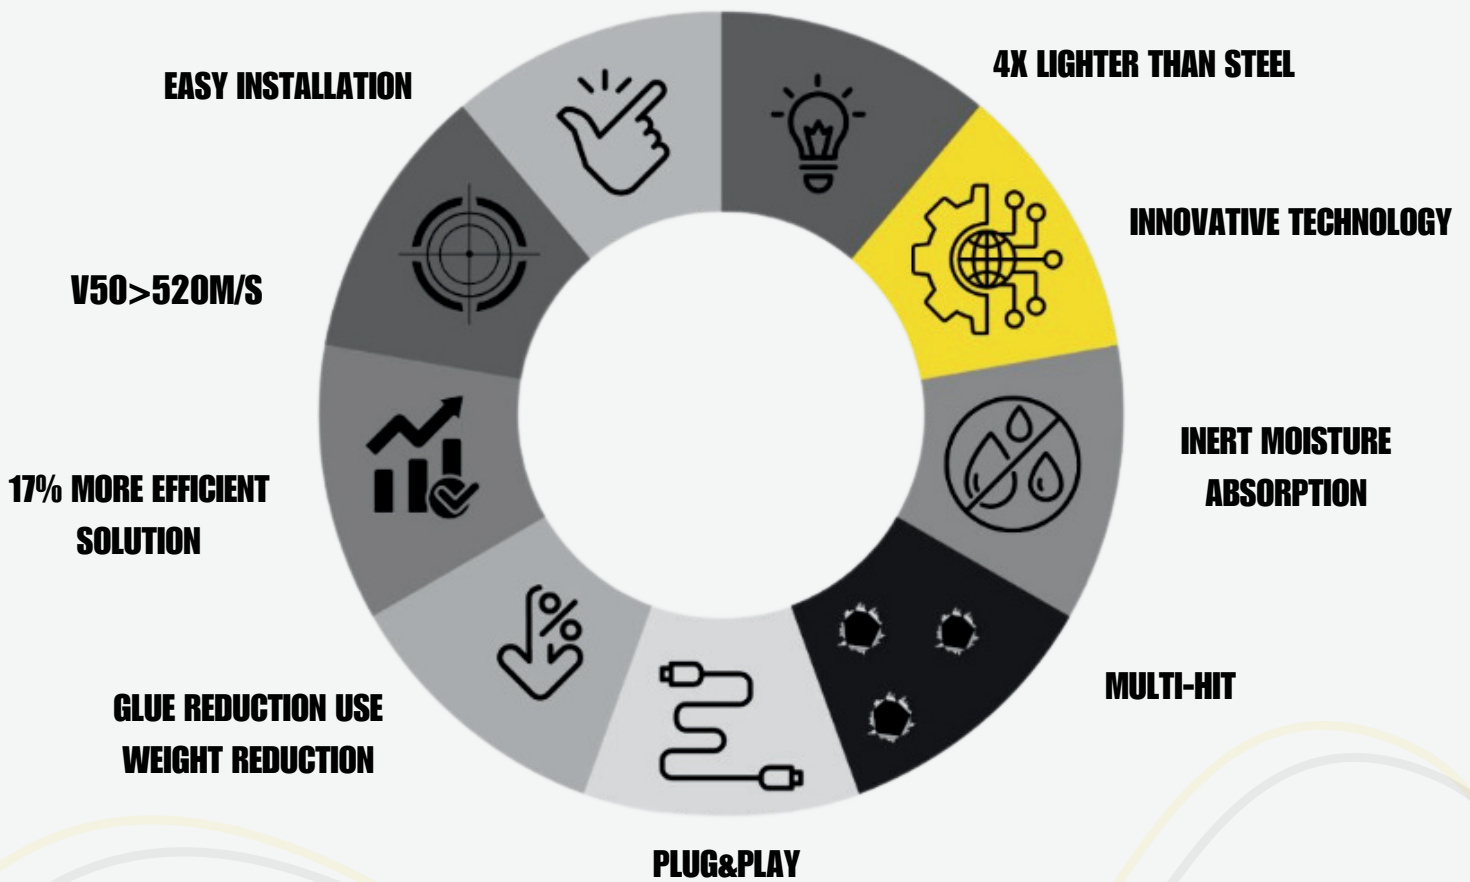 EASY INSTALLATION
4X LIGHTER THAN STEEL
INNOVATIVE TECHNOLOGY
V50>520M/S
INERT MOISTURE
ABSORPTION
17% MORE EFFICIENT
SOLUTION
MULTI-HIT
GLUE REDUCTION USE
WEIGHT REDUCTION
PLUG&PLAY
%